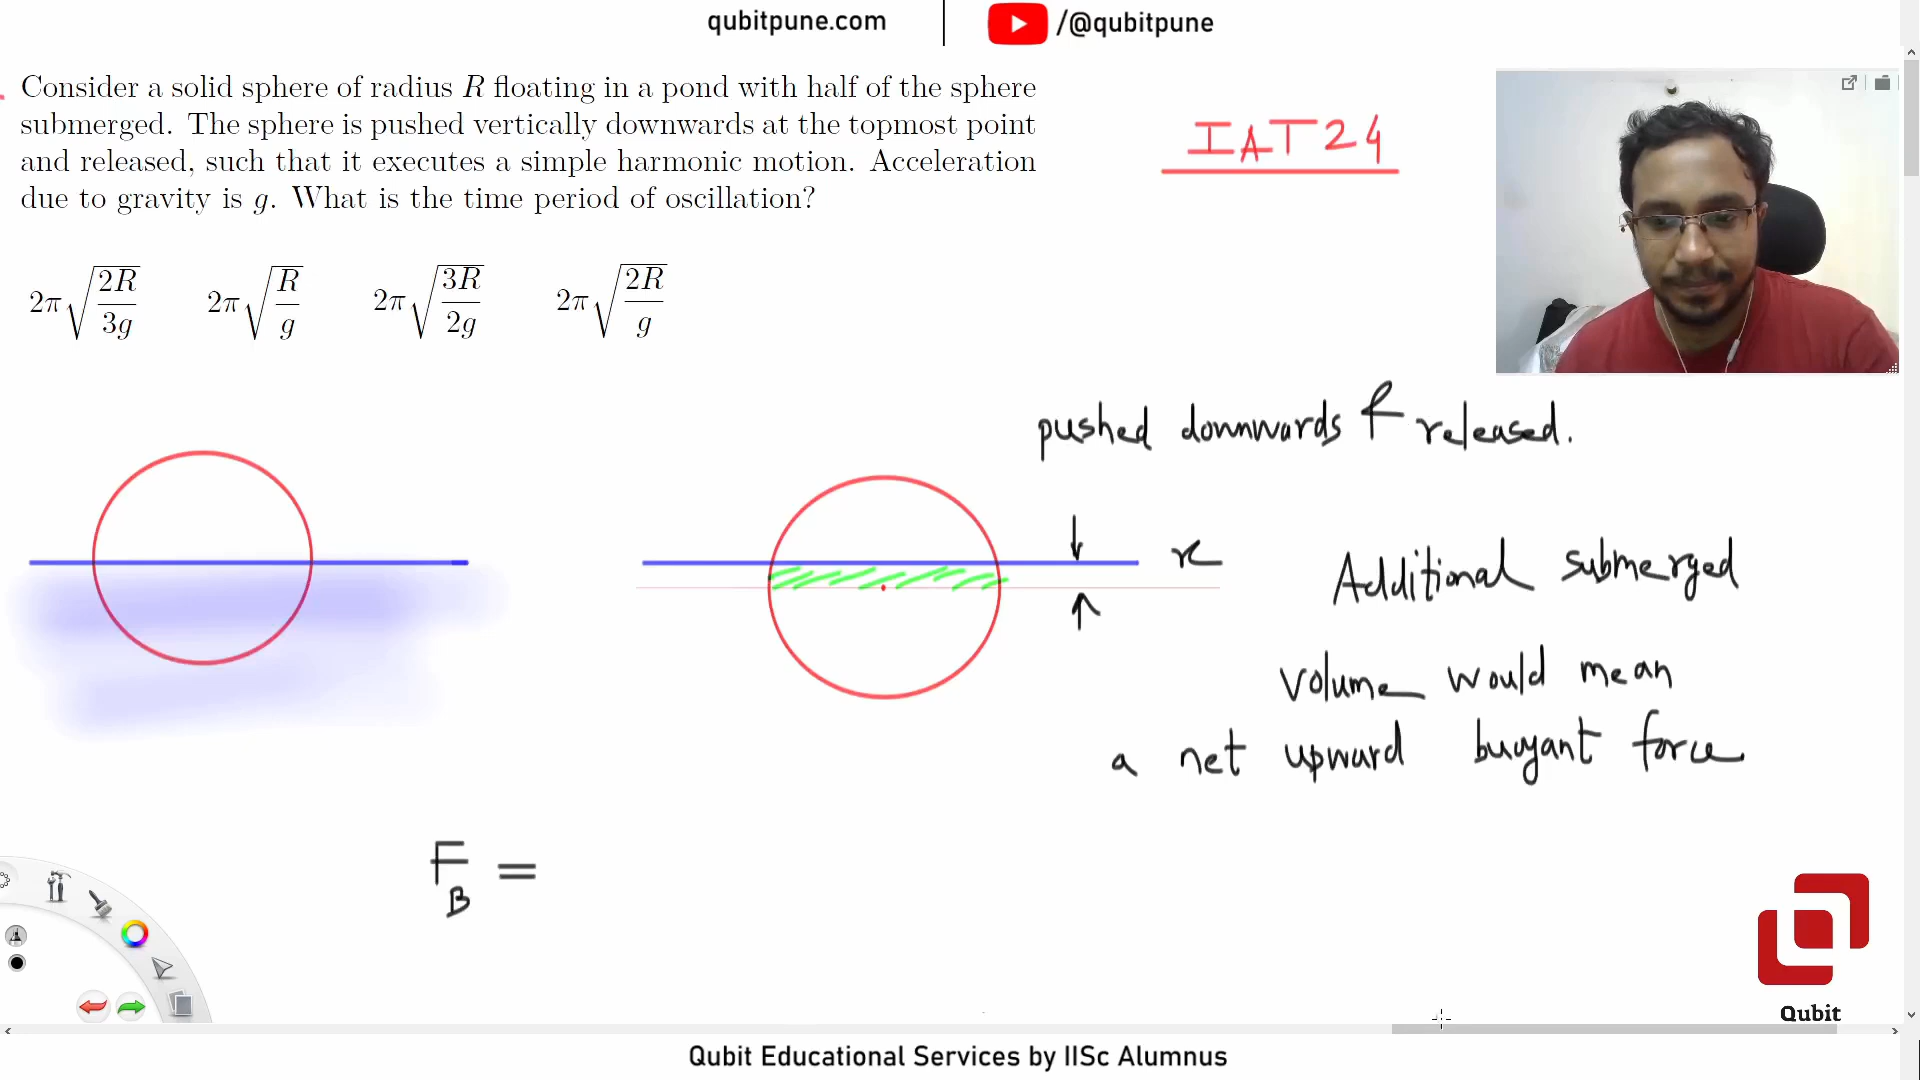 qubitpune.com | /@qubitpune
Consider a solid sphere of radius R floating in a pond with half of the sphere
submerged. The sphere is pushed vertically downwards at the topmost point
and released, such that it executes a simple harmonic motion. Acceleration
due to gravity is g. What is the time period of oscillation?
IAT24
2π√(2R/3g) 2π√(R/g) 2π√(3R/2g) 2π√(2R/g)
pushed downwards & released.
x
Additional submerged
volume would mean
a net upward buoyant force
F_B =
Qubit
Qubit Educational Services by IISc Alumnus